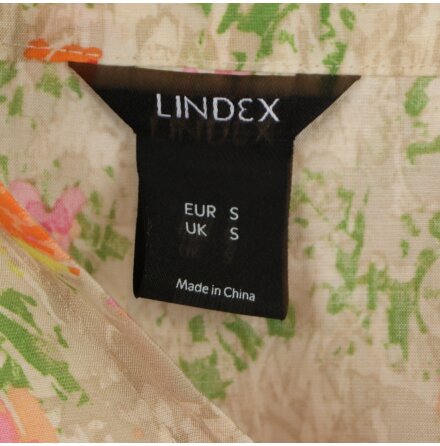 LINDEX
EUR S
UK S
Made in China